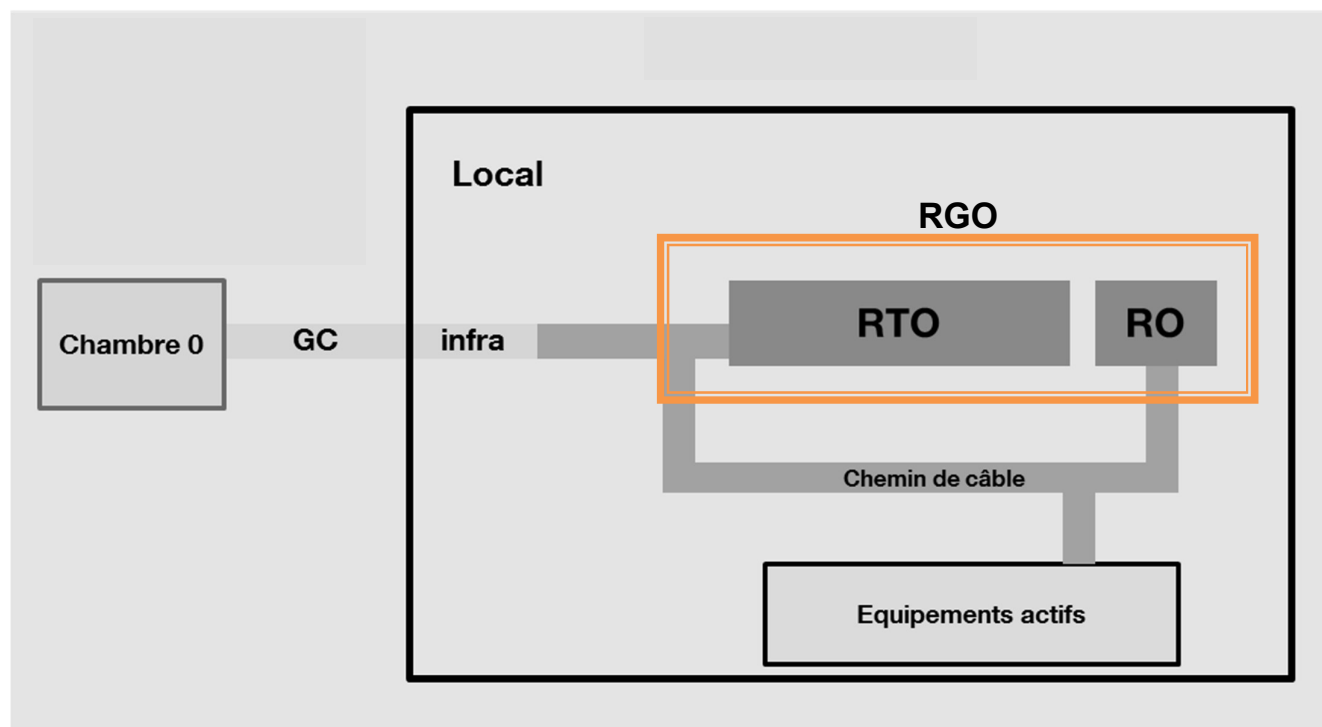 Local
RGO
RTO
RO
Chambre 0
GC
infra
Chemin de câble
Equipements actifs